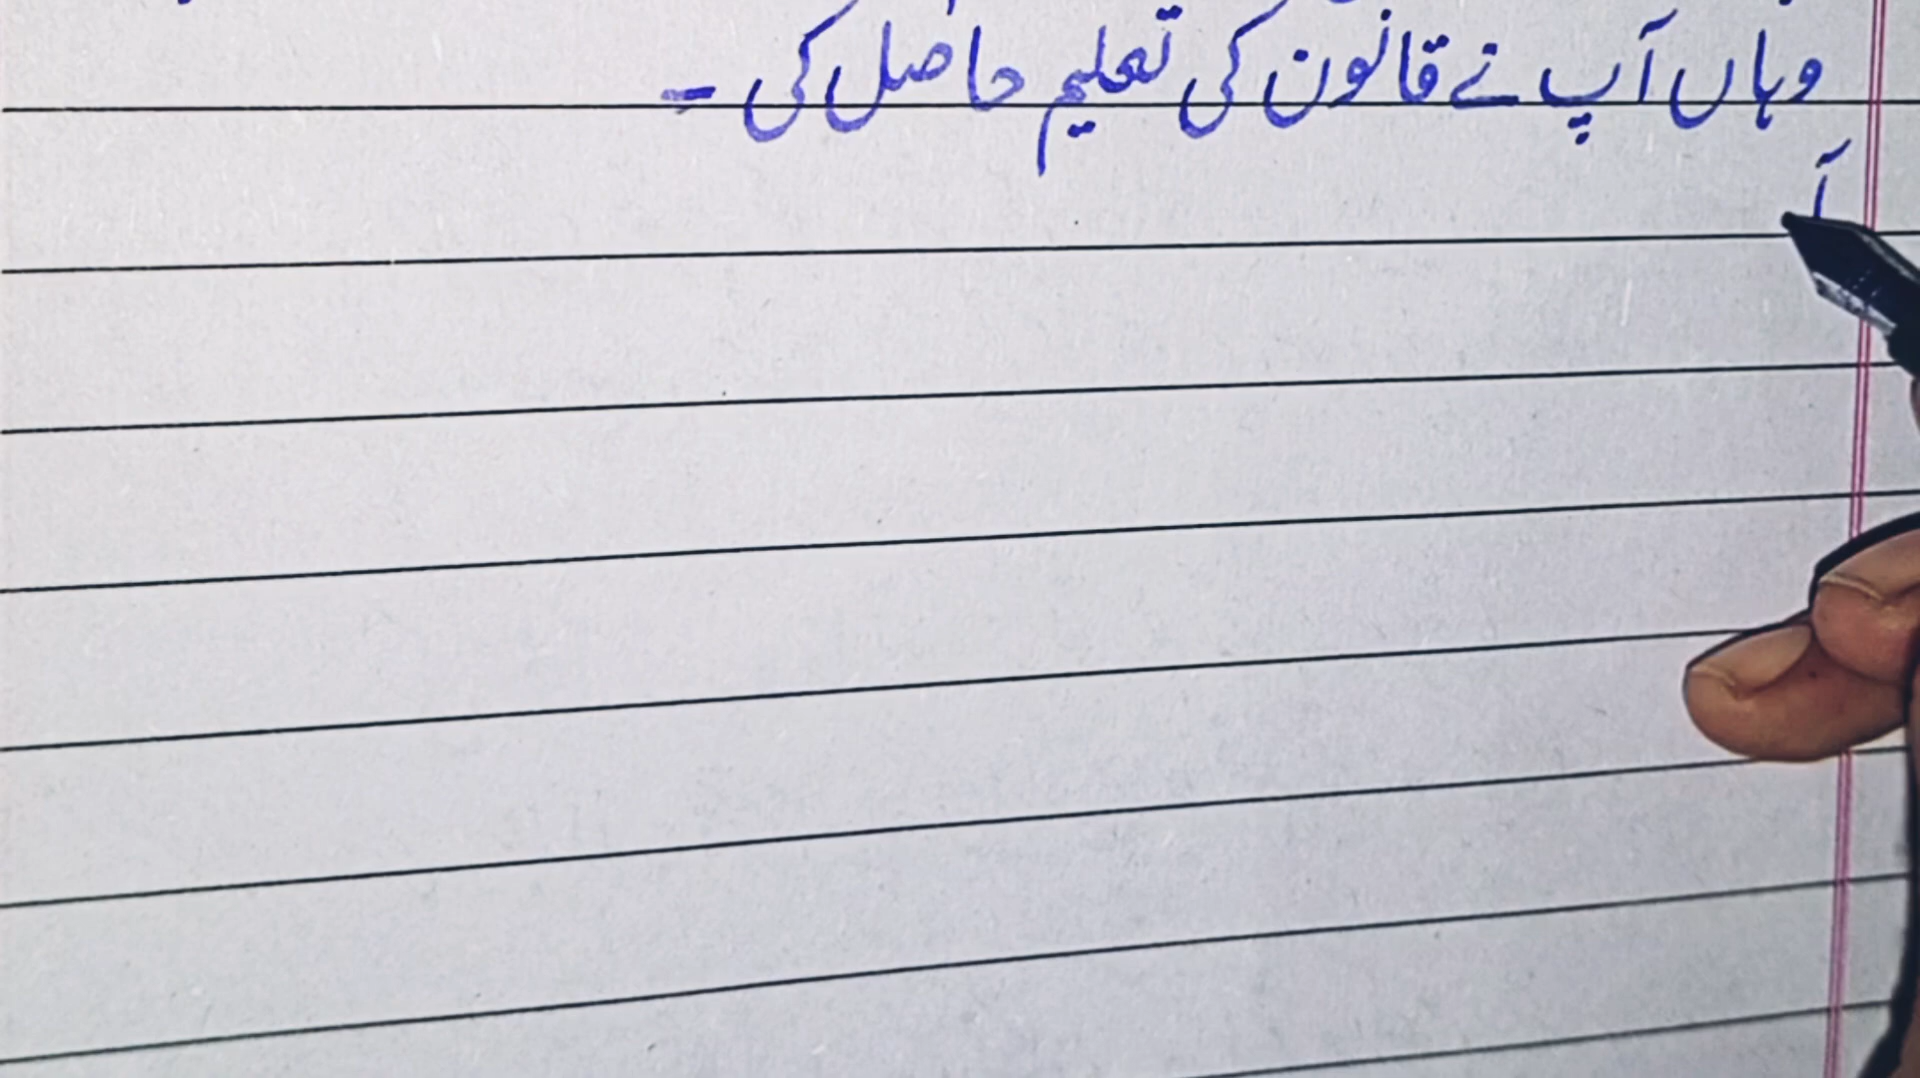 وہاں آپ نے قانون کی تعلیم حاصل کی ۔
آ